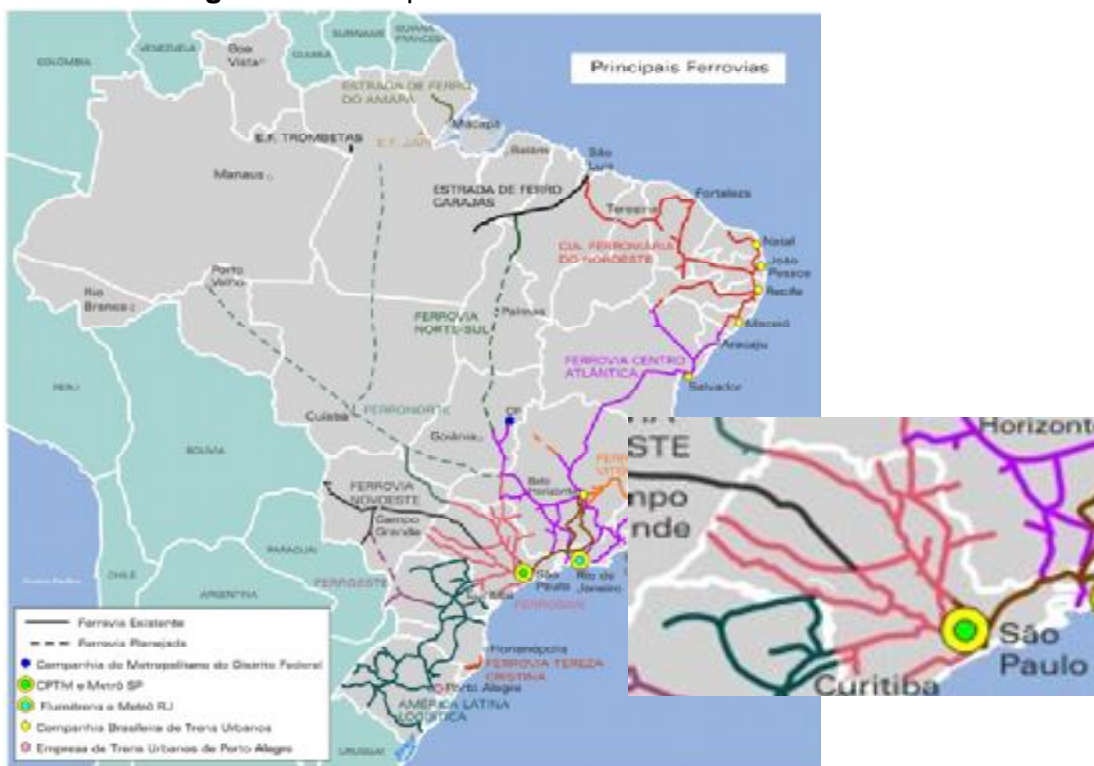 COLOMBIA
VENEZUELA
SURINAME
Boa
Vista
Principais Ferrovias
ESTRADA DE FERRO
DO AMAPÁ
Macapá
E.F. TROMBETAS
E.F. JARI
Belém
São
Luís
Manaus
ESTRADA DE FERRO
CARAJÁS
Fortaleza
Teresina
CIA. FERROVIÁRIA
DO NORDESTE
Natal
João
Pessoa
Recife
Porto
Velho
Rio
Branco
FERROVIA
NORTE-SUL
Palmas
Maceió
Aracaju
FERROVIA CENTRO
ATLÂNTICA
Salvador
PERU
Cuiabá
FERRONORTE
DF
Goiânia
BOLÍVIA
Belo
Horizonte
FERROVIA
NOVOESTE
Campo
Grande
PARAGUAI
CHILE
ARGENTINA
FERROESTE
São
Paulo
Rio de
Janeiro
Curitiba
FERROBAN
Florianópolis
FERROVIA TEREZA
CRISTINA
Porto Alegre
AMÉRICA LATINA
LOGÍSTICA
URUGUAI
Ferrovia Existente
Ferrovia Planejada
Companhia do Metropolitano do Distrito Federal
CPTM e Metrô SP
Flumitrens e Metrô RJ
Companhia Brasileira de Trens Urbanos
Empresa de Trens Urbanos de Porto Alegre
STE
Horizonte
mpo
nde
São
Paulo
Curitiba